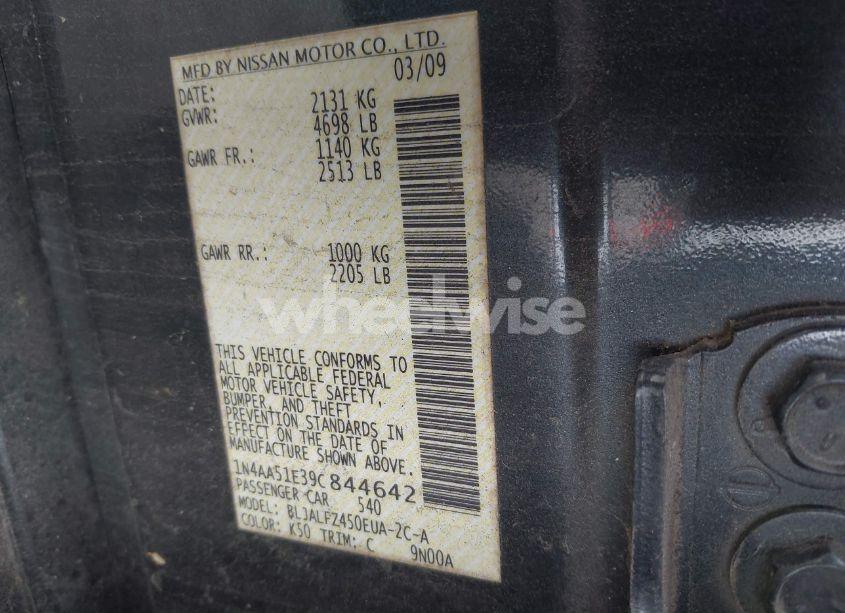 MFD BY NISSAN MOTOR CO., LTD.
DATE: 03/09
GVWR: 2131 KG
4698 LB
GAWR FR.: 1140 KG
2513 LB
GAWR RR.: 1000 KG
2205 LB
wheelwise
THIS VEHICLE CONFORMS TO
ALL APPLICABLE FEDERAL
MOTOR VEHICLE SAFETY,
BUMPER, AND THEFT
PREVENTION STANDARDS IN
EFFECT ON THE DATE OF
MANUFACTURE SHOWN ABOVE.
1N4AA51E39C844642
PASSENGER CAR 540
MODEL: BLJALFZ450EUA-2C-A
COLOR: K50 TRIM: C 9N00A